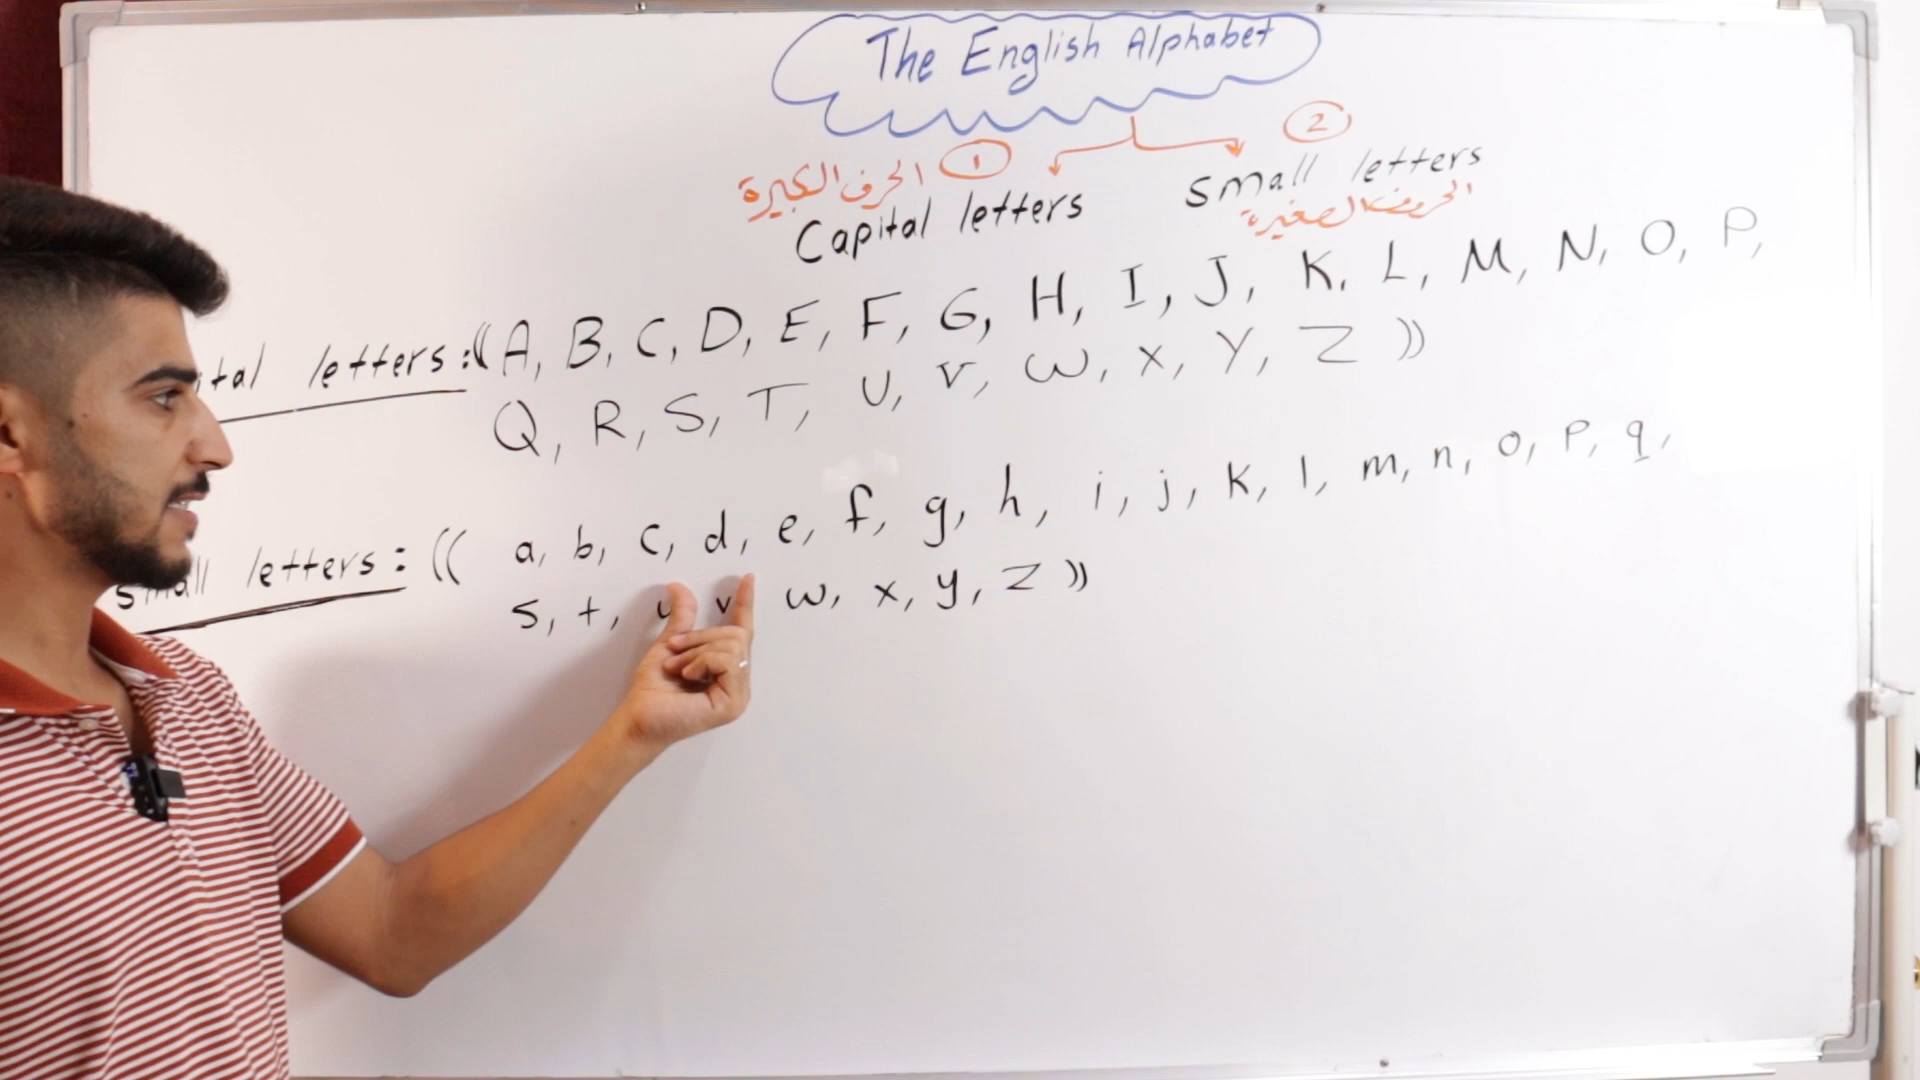 The English Alphabet
الحرف الكبيرة 1
2
Capital letters
Small letters
الحروف الصغيرة
tal letters:((A, B, C, D, E, F, G, H, I, J, K, L, M, N, O, P,
Q, R, S, T, U, V, W, X, Y, Z ))
Small letters: (( a, b, c, d, e, f, g, h, i, j, k, l, m, n, o, p, q,
s, t, u v w, x, y, z ))